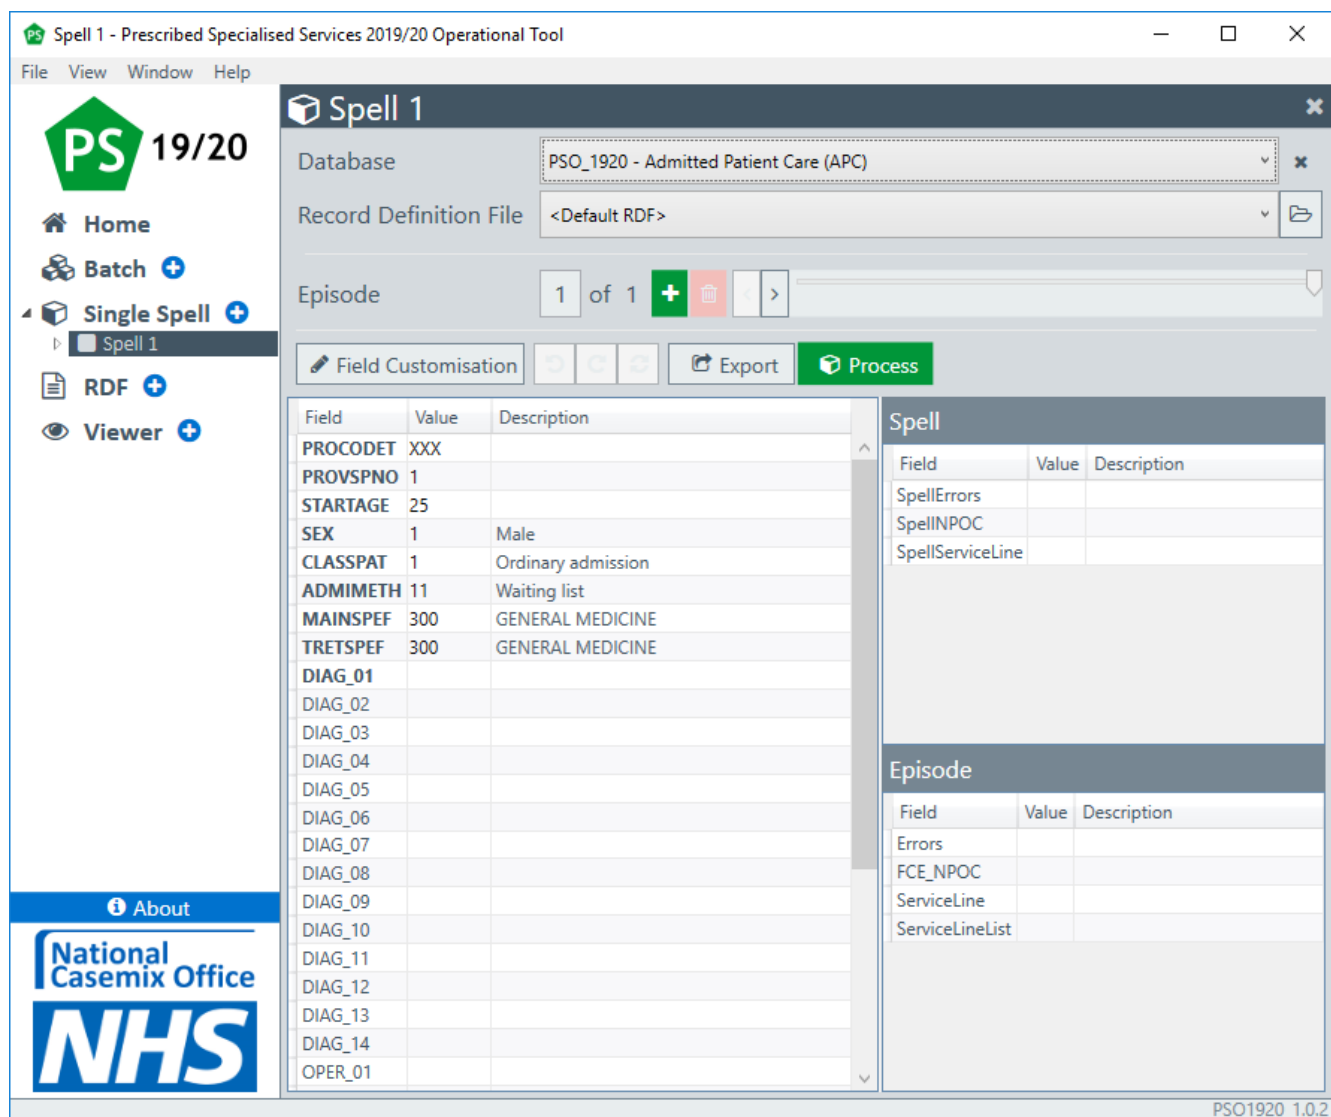 Spell 1 - Prescribed Specialised Services 2019/20 Operational Tool
File View Window Help
PS 19/20
Home
Batch
Single Spell
Spell 1
RDF
Viewer
About
National
Casemix Office
NHS
Spell 1
Database PSO_1920 - Admitted Patient Care (APC)
Record Definition File <Default RDF>
Episode 1 of 1
Field Customisation Export Process
Field Value Description
PROCODET XXX
PROVSPNO 1
STARTAGE 25
SEX 1 Male
CLASSPAT 1 Ordinary admission
ADMIMETH 11 Waiting list
MAINSPEF 300 GENERAL MEDICINE
TRETSPEF 300 GENERAL MEDICINE
DIAG_01
DIAG_02
DIAG_03
DIAG_04
DIAG_05
DIAG_06
DIAG_07
DIAG_08
DIAG_09
DIAG_10
DIAG_11
DIAG_12
DIAG_13
DIAG_14
OPER_01
Spell
Field Value Description
SpellErrors
SpellNPOC
SpellServiceLine
Episode
Field Value Description
Errors
FCE_NPOC
ServiceLine
ServiceLineList
PSO1920 1.0.2